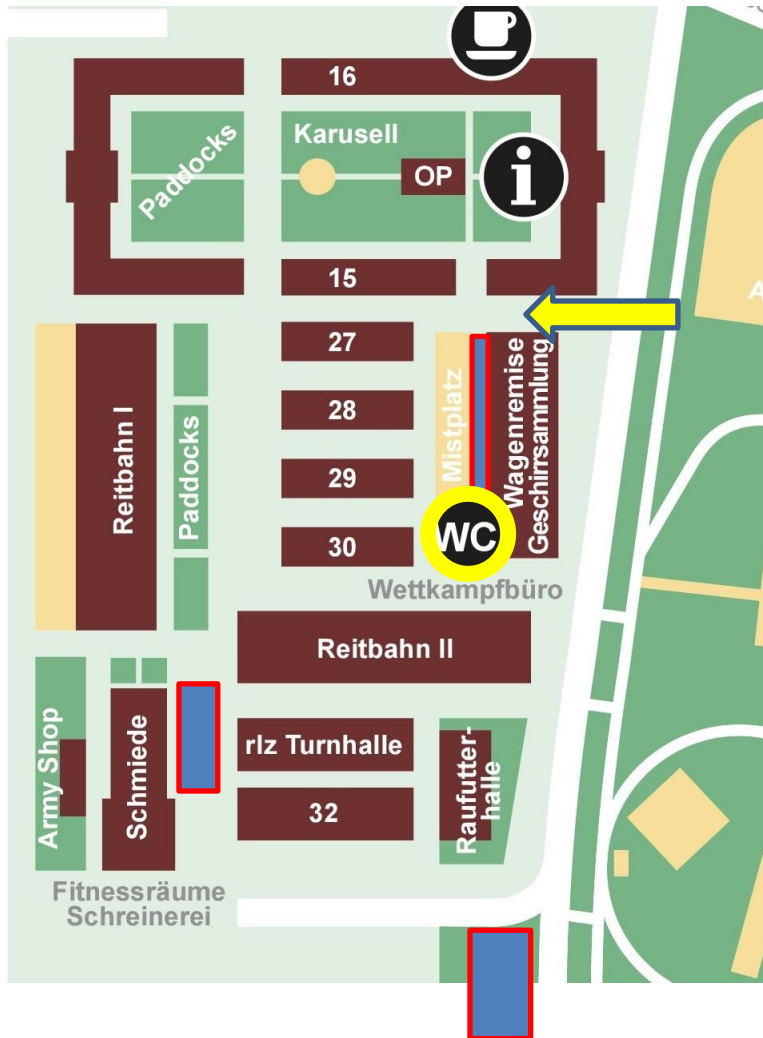 16
Karusell
Paddocks
OP
i
15
27
28
29
30
Mistplatz
Wagenremise
Geschirrsammlung
Reitbahn I
Paddocks
WC
Wettkampfbüro
Reitbahn II
Army Shop
Schmiede
rlz Turnhalle
32
Raufutter-
halle
Fitnessräume
Schreinerei